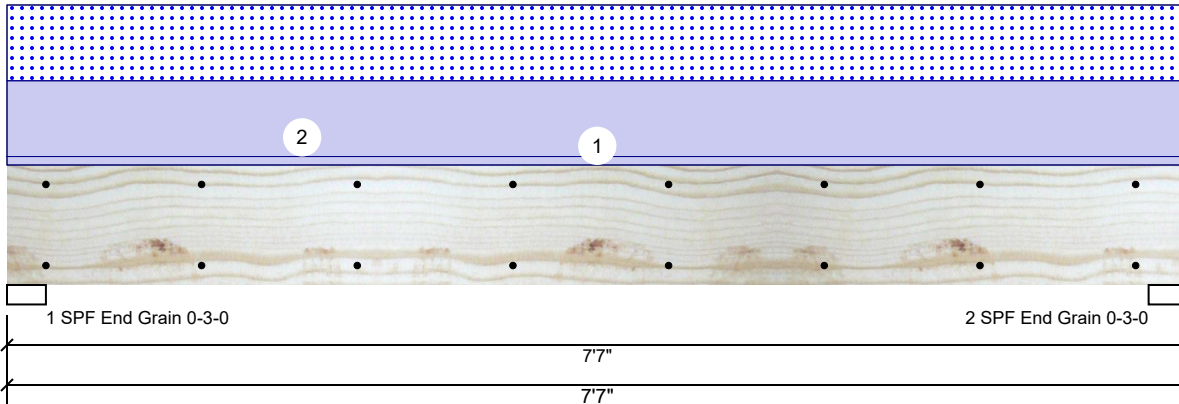 2
1
1 SPF End Grain 0-3-0
2 SPF End Grain 0-3-0
7'7"
7'7"